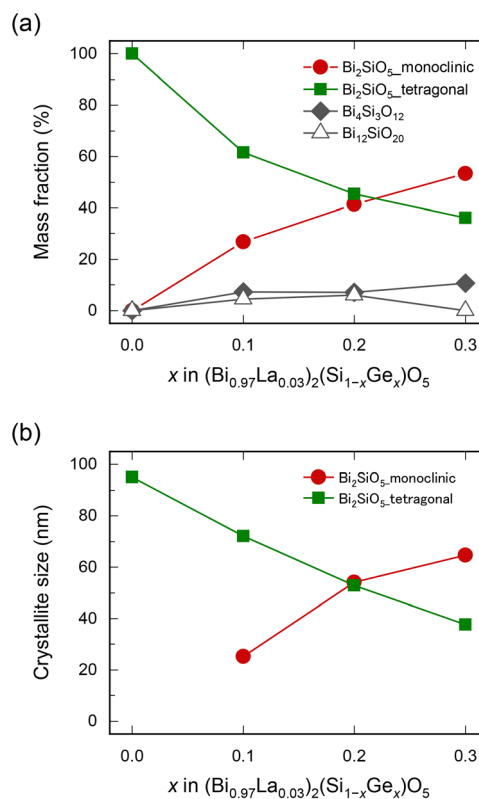 (a)
Bi₂SiO₅_monoclinic
Bi₂SiO₅_tetragonal
Bi₄Si₃O₁₂
Bi₁₂SiO₂₀
Mass fraction (%)
100
80
60
40
20
0
0.0 0.1 0.2 0.3
x in (Bi₀.₉₇La₀.₀₃)₂(Si₁₋ₓGeₓ)O₅
(b)
Bi₂SiO₅_monoclinic
Bi₂SiO₅_tetragonal
Crystallite size (nm)
100
80
60
40
20
0
0.0 0.1 0.2 0.3
x in (Bi₀.₉₇La₀.₀₃)₂(Si₁₋ₓGeₓ)O₅